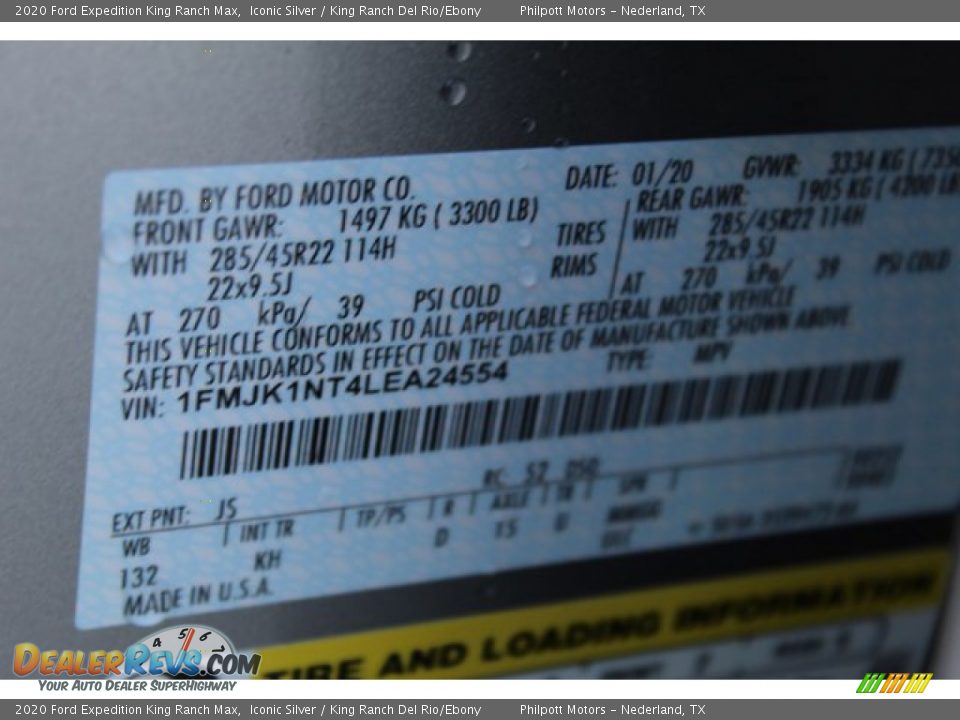 2020 Ford Expedition King Ranch Max,  Iconic Silver / King Ranch Del Rio/Ebony        Philpott Motors - Nederland, TX
MFD. BY FORD MOTOR CO.   DATE: 01/20   GVWR: 3334 KG ( 735
FRONT GAWR: 1497 KG ( 3300 LB)   REAR GAWR: 1905 KG ( 4200 LB
WITH 285/45R22 114H   TIRES   WITH 285/45R22 114H
22x9.5J   RIMS   22x9.5J
AT 270 kPa/ 39 PSI COLD   AT 270 kPa/ 39 PSI COLD
THIS VEHICLE CONFORMS TO ALL APPLICABLE FEDERAL MOTOR VEHICLE
SAFETY STANDARDS IN EFFECT ON THE DATE OF MANUFACTURE SHOWN ABOVE
VIN: 1FMJK1NT4LEA24554   TYPE: MPV
EXT PNT: JS   RC: 52 DSO
WB   INT TR   TP/PS   R   AXLE   TR   SPR
132   KH   D   15
MADE IN U.S.A.
TIRE AND LOADING INFORMATION
DEALERREVS.COM
4 5 6
YOUR AUTO DEALER SUPERHIGHWAY
2020 Ford Expedition King Ranch Max,  Iconic Silver / King Ranch Del Rio/Ebony        Philpott Motors - Nederland, TX